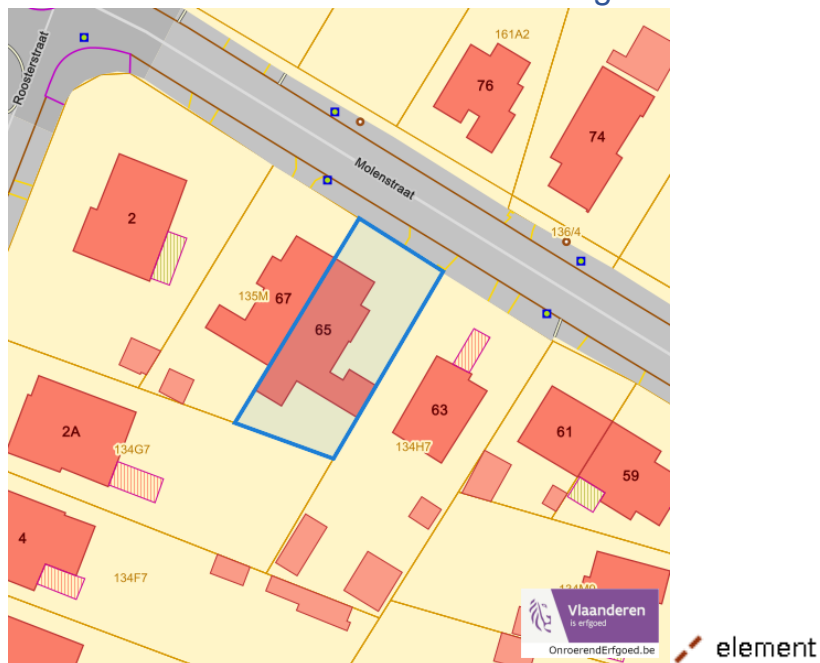 Roosterstraat
161A2
76
74
Molenstraat
2
136/4
135M
67
65
63
61
59
2A
134G7
134H7
4
134F7
Vlaanderen
is erfgoed
OnroerendErfgoed.be
element